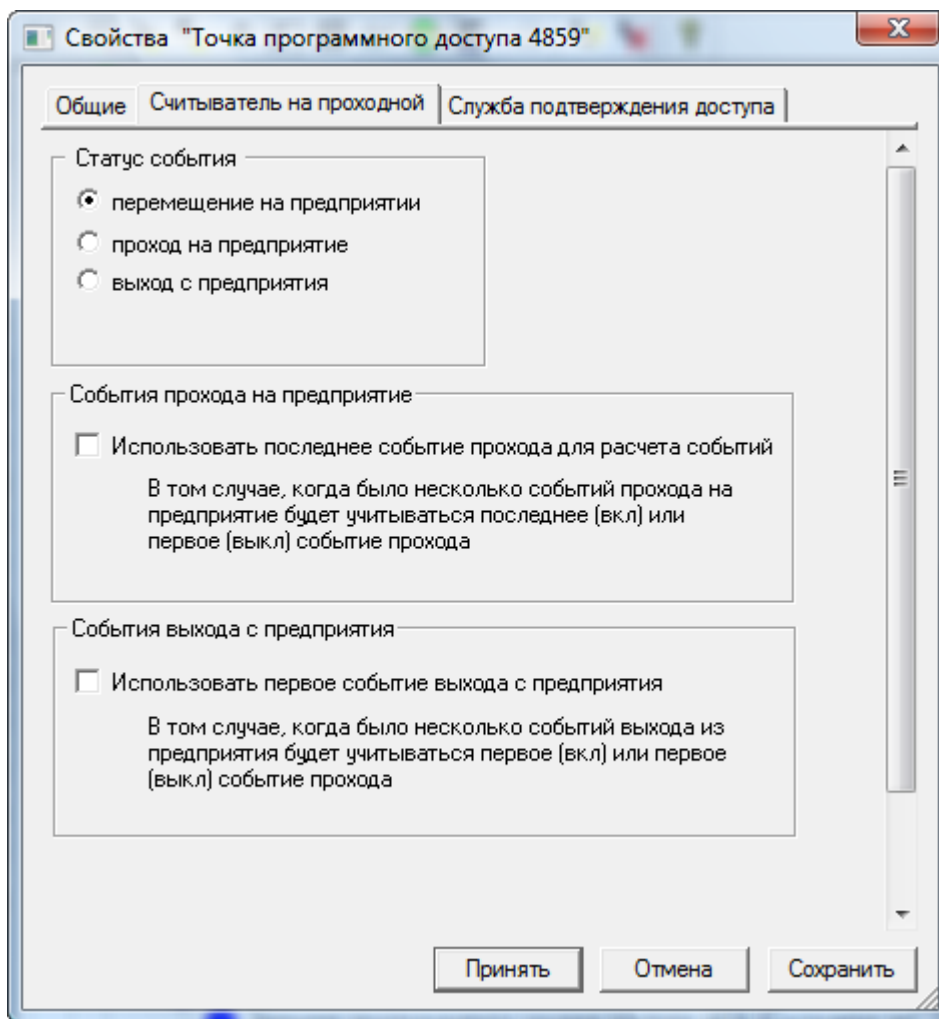 Свойства "Точка программного доступа 4859"
Общие Считыватель на проходной Служба подтверждения доступа
Статус события
перемещение на предприятии
проход на предприятие
выход с предприятия
События прохода на предприятие
Использовать последнее событие прохода для расчета событий
В том случае, когда было несколько событий прохода на
предприятие будет учитываться последнее (вкл) или
первое (выкл) событие прохода
События выхода с предприятия
Использовать первое событие выхода с предприятия
В том случае, когда было несколько событий выхода из
предприятия будет учитываться первое (вкл) или первое
(выкл) событие прохода
Принять Отмена Сохранить